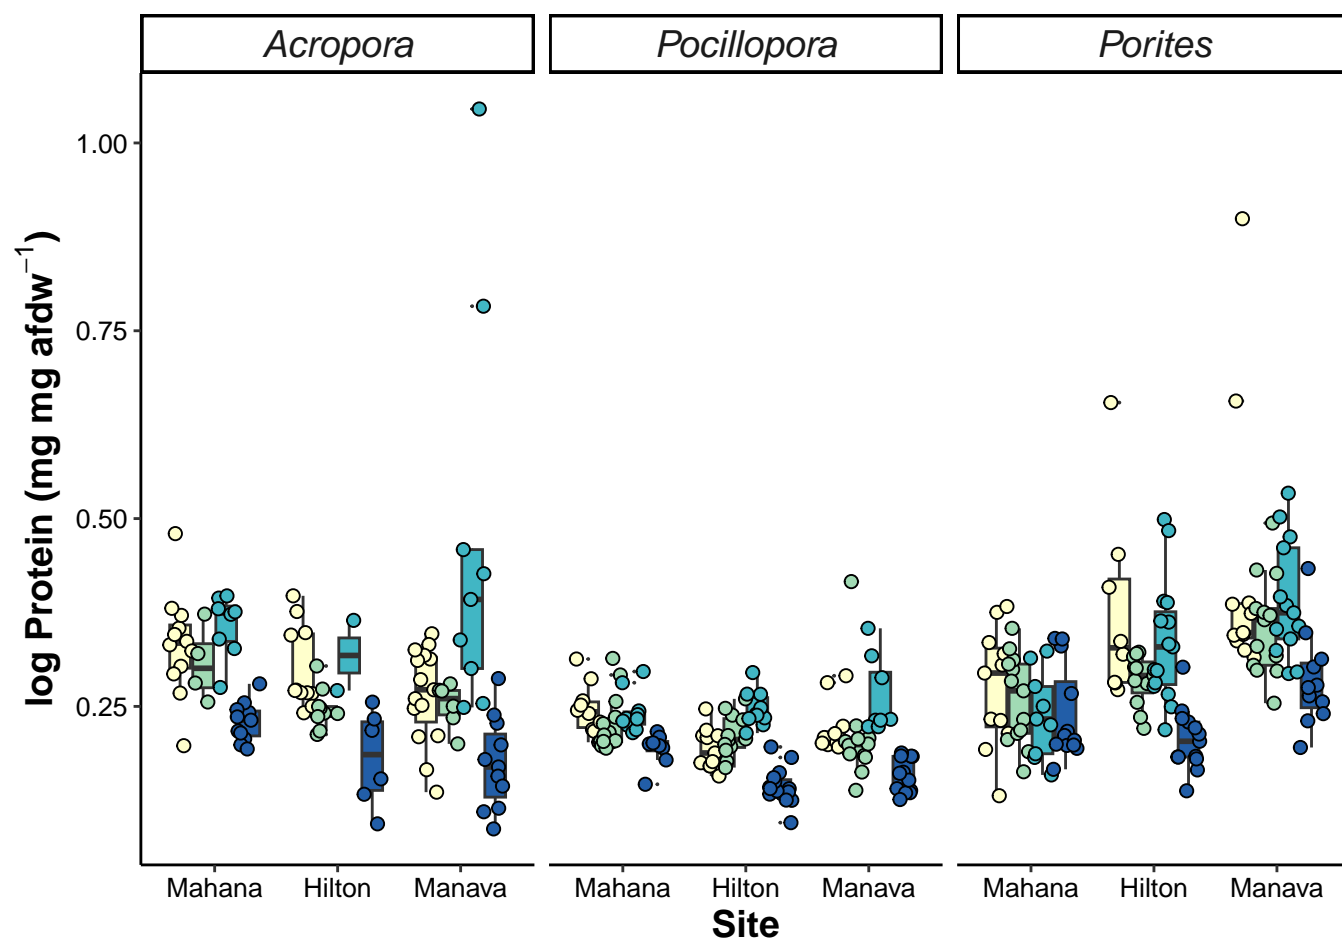 Acropora Pocillopora Porites
1.00
0.75
0.50
0.25
log Protein (mg mg afdw⁻¹)
Mahana Hilton Manava Mahana Hilton Manava Mahana Hilton Manava
Site